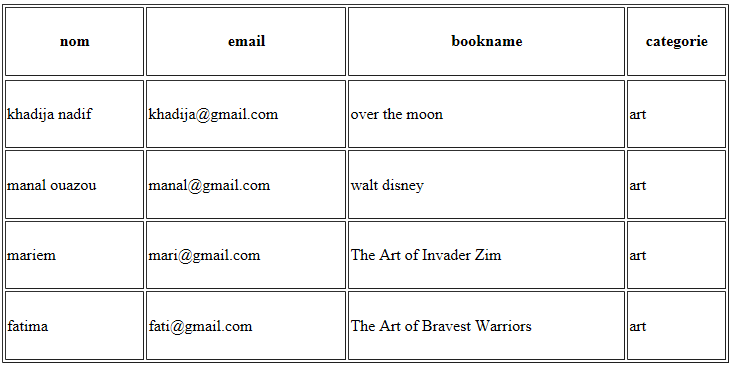 nom email bookname categorie
khadija nadif khadija@gmail.com over the moon art
manal ouazou manal@gmail.com walt disney art
mariem mari@gmail.com The Art of Invader Zim art
fatima fati@gmail.com The Art of Bravest Warriors art